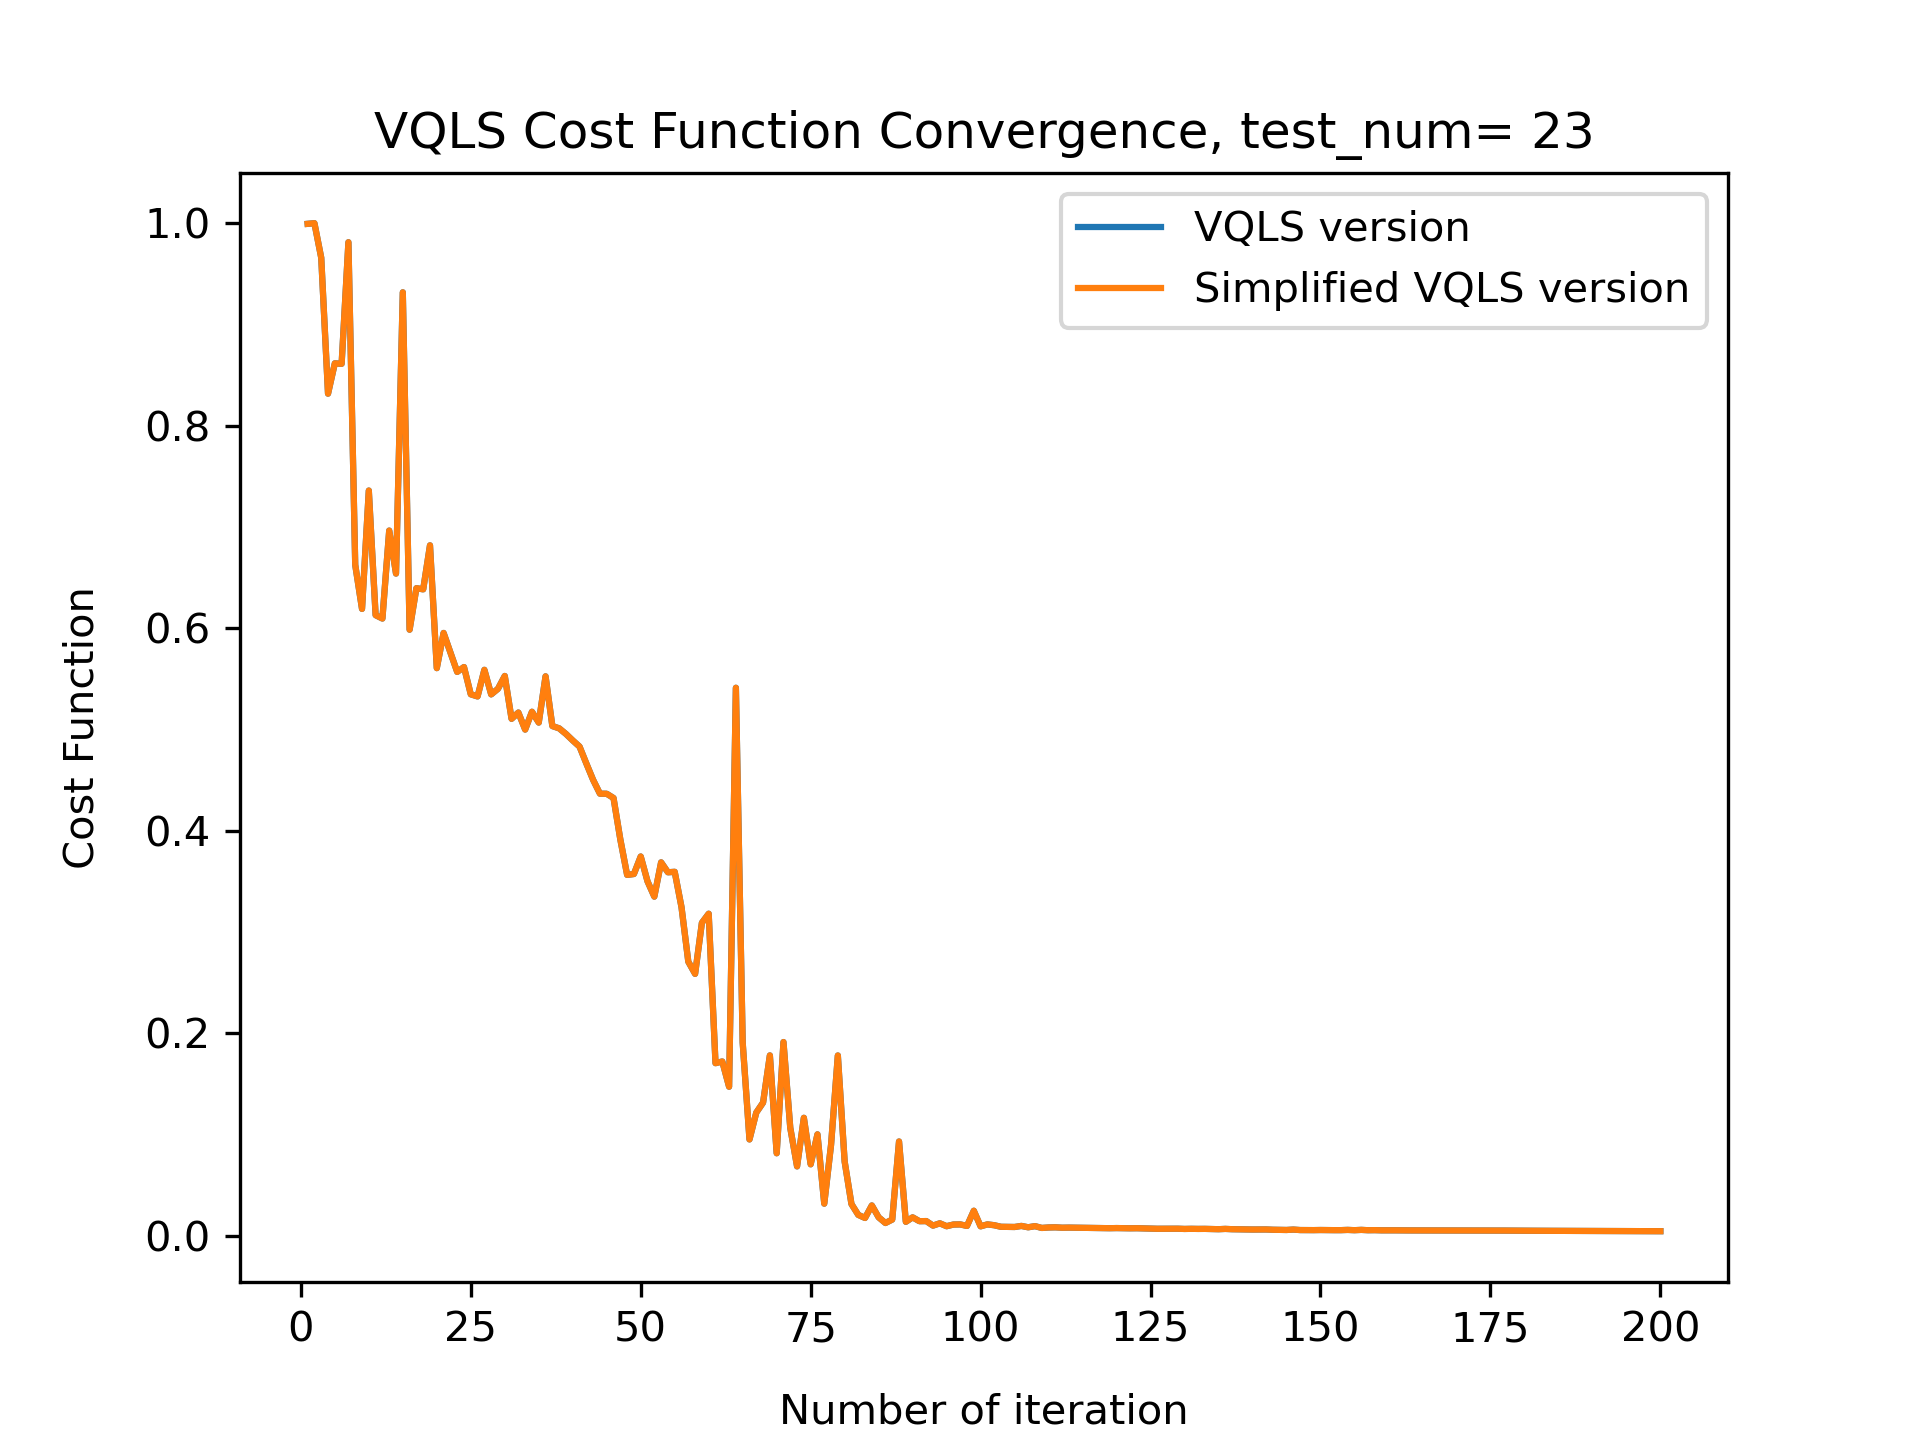 VQLS Cost Function Convergence, test_num= 23
VQLS version
Simplified VQLS version
1.0
0.8
0.6
0.4
0.2
0.0
Cost Function
0 25 50 75 100 125 150 175 200
Number of iteration